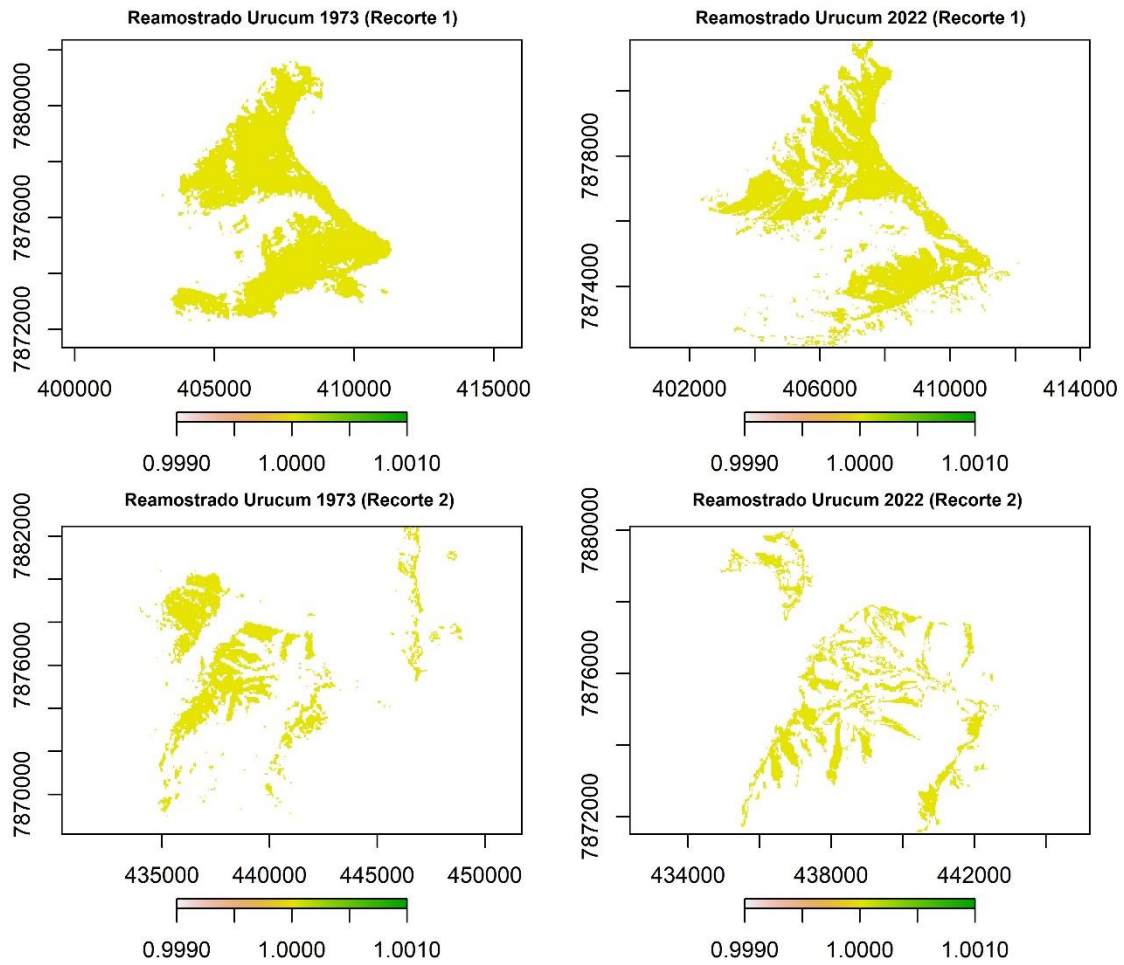 Reamostrado Urucum 1973 (Recorte 1)
7880000
7876000
7872000
400000 405000 410000 415000
0.9990 1.0000 1.0010
Reamostrado Urucum 2022 (Recorte 1)
7878000
7874000
402000 406000 410000 414000
0.9990 1.0000 1.0010
Reamostrado Urucum 1973 (Recorte 2)
7882000
7876000
7870000
435000 440000 445000 450000
0.9990 1.0000 1.0010
Reamostrado Urucum 2022 (Recorte 2)
7880000
7876000
7872000
434000 438000 442000
0.9990 1.0000 1.0010